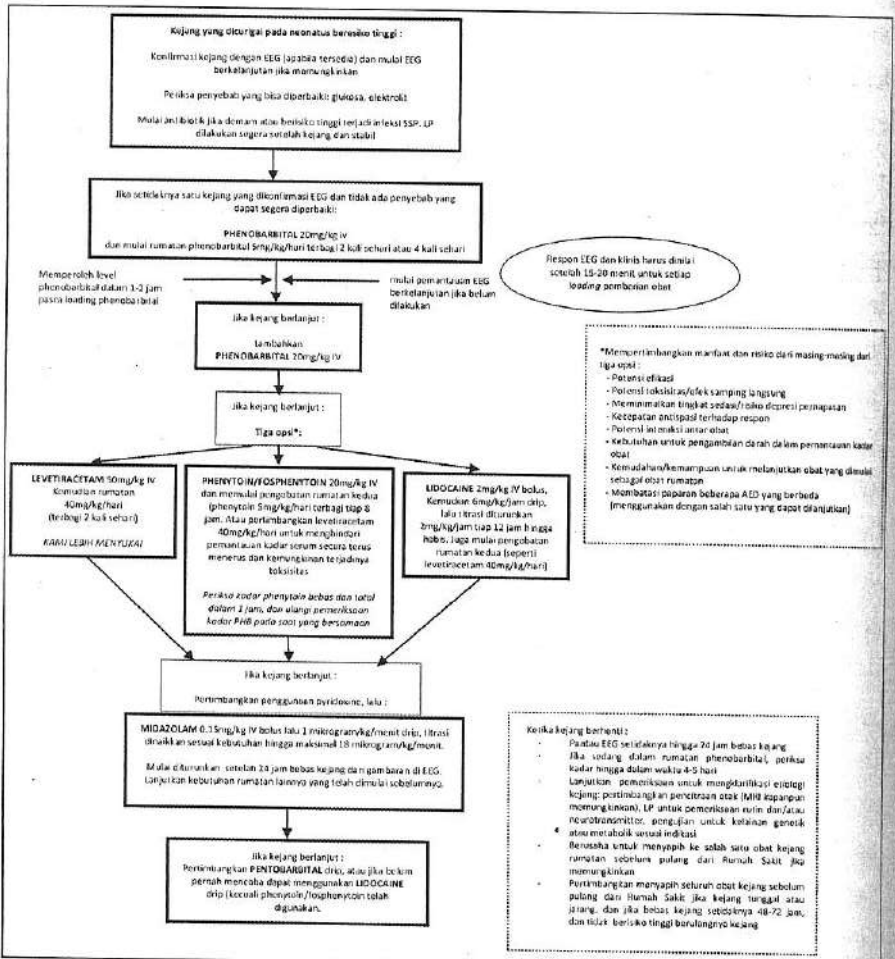 Kejang yang dicurigai pada neonatus beresiko tinggi :
Konfirmasi kejang dengan EEG (apabila tersedia) dan mulai EEG
berkelanjutan jika memungkinkan
Periksa penyebab yang bisa diperbaiki: glukosa, elektrolit
Mulai antibiotik jika demam atau berisiko tinggi terjadi infeksi SSP. LP
dilakukan segera setelah kejang dan stabil
Jika setidaknya satu kejang yang dikonfirmasi EEG dan tidak ada penyebab yang
dapat segera diperbaiki:
PHENOBARBITAL 20mg/kg iv
dan mulai rumatan phenobarbital 5mg/kg/hari terbagi 2 kali sehari atau 4 kali sehari
Memperoleh level
phenobarbital dalam 1-2 jam
pasca loading phenobarbital
mulai pemantauan EEG
berkelanjutan jika belum
dilakukan
Respon EEG dan klinis harus dinilai
setelah 15-20 menit untuk setiap
loading pemberian obat
Jika kejang berlanjut :
tambahkan
PHENOBARBITAL 20mg/kg IV
Jika kejang berlanjut :
Tiga opsi*:
*Mempertimbangkan manfaat dan risiko dari masing-masing dari
tiga opsi :
- Potensi efikasi
- Potensi toksisitas/efek samping langsung
- Meminimalkan tingkat sedasi/risiko depresi pernapasan
- Kecepatan antispasi terhadap respon
- Potensi interaksi antar obat
- Kebutuhan untuk pengambilan darah dalam pemantauan kadar
obat
- Kemudahan/kemampuan untuk melanjutkan obat yang dimulai
sebagai obat rumatan
- Membatasi paparan beberapa AED yang berbeda
(menggunakan dengan salah satu yang dapat dilanjutkan)
LEVETIRACETAM 50mg/kg IV
Kemudian rumatan
40mg/kg/hari
(terbagi 2 kali sehari)
KAMI LEBIH MENYUKAI
PHENYTOIN/FOSPHENYTOIN 20mg/kg IV
dan memulai pengobatan rumatan kedua
(phenytoin 5mg/kg/hari terbagi tiap 8
jam. Atau pertimbangkan levetiracetam
40mg/kg/hari untuk menghindari
pemantauan kadar serum secara terus
menerus dan kemungkinan terjadinya
toksisitas
Periksa kadar phenytoin bebas dan total
dalam 1 jam, dan ulangi pemeriksaan
kadar PHB pada saat yang bersamaan
LIDOCAINE 2mg/kg IV bolus,
Kemudian 6mg/kg/jam drip,
lalu titrasi diturunkan
2mg/kg/jam tiap 12 jam hingga
habis. Juga mulai pengobatan
rumatan kedua (seperti
levetiracetam 40mg/kg/hari)
Jika kejang berlanjut :
Pertimbangkan penggunaan pyridoxine, lalu :
MIDAZOLAM 0.15mg/kg IV bolus lalu 1 mikrogram/kg/menit drip, titrasi
dinaikkan sesuai kebutuhan hingga maksimal 18 mikrogram/kg/menit.
Mulai diturunkan setelah 24 jam bebas kejang dari gambaran di EEG.
Lanjutkan kebutuhan rumatan lainnya yang telah dimulai sebelumnya.
Jika kejang berlanjut :
Pertimbangkan PENTOBARBITAL drip, atau jika belum
pernah mencoba dapat menggunakan LIDOCAINE
drip (kecuali phenytoin/fosphenytoin telah
digunakan.
Ketika kejang berhenti :
- Pantau EEG setidaknya hingga 24 jam bebas kejang
- Jika sedang dalam rumatan phenobarbital, periksa
kadar hingga dalam waktu 4-5 hari
- Lanjutkan pemeriksaan untuk mengklarifikasi etiologi
kejang: pertimbangkan pencitraan otak (MRI kapanpun
memungkinkan), LP untuk pemeriksaan rutin dan/atau
neurotransmitter, pengujian untuk kelainan genetik
atau metabolik sesuai indikasi
- Berusaha untuk menyapih ke salah satu obat kejang
rumatan sebelum pulang dari Rumah Sakit jika
memungkinkan
- Pertimbangkan menyapih seluruh obat kejang sebelum
pulang dari Rumah Sakit jika kejang tunggal atau
jarang, dan jika bebas kejang setidaknya 48-72 jam,
dan tidak berisiko tinggi berulangnya kejang